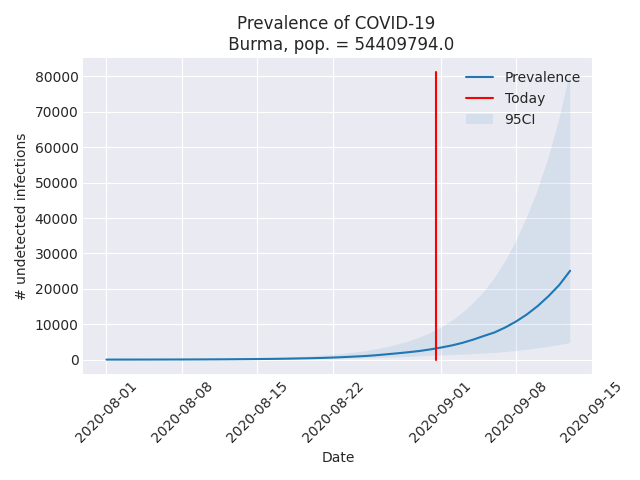 Prevalence of COVID-19
Burma, pop. = 54409794.0
Prevalence
Today
95CI
80000
70000
60000
50000
40000
30000
20000
10000
0
# undetected infections
2020-08-01
2020-08-08
2020-08-15
2020-08-22
2020-09-01
2020-09-08
2020-09-15
Date